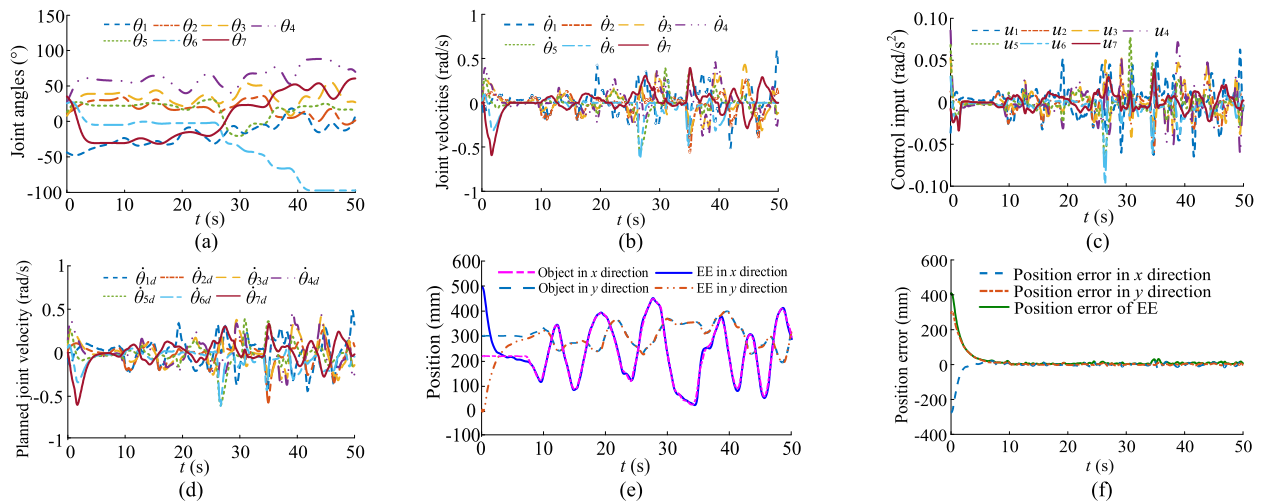 Joint angles (°)
150
100
50
0
-50
-100
θ1 θ2 θ3 θ4
θ5 θ6 θ7
0 10 20 30 40 50
t (s)
(a)
Joint velocities (rad/s)
1
0.5
0
-0.5
-1
θ̇1 θ̇2 θ̇3 θ̇4
θ̇5 θ̇6 θ̇7
0 10 20 30 40 50
t (s)
(b)
Control input (rad/s²)
0.10
0.05
0
-0.05
-0.10
u1 u2 u3 u4
u5 u6 u7
0 10 20 30 40 50
t (s)
(c)
Planned joint velocity (rad/s)
1
0.5
0
-0.5
-1
θ̇1d θ̇2d θ̇3d θ̇4d
θ̇5d θ̇6d θ̇7d
0 10 20 30 40 50
t (s)
(d)
Position (mm)
600
500
400
300
200
100
0
-100
Object in x direction EE in x direction
Object in y direction EE in y direction
0 10 20 30 40 50
t (s)
(e)
Position error (mm)
600
400
200
0
-200
-400
Position error in x direction
Position error in y direction
Position error of EE
0 10 20 30 40 50
t (s)
(f)